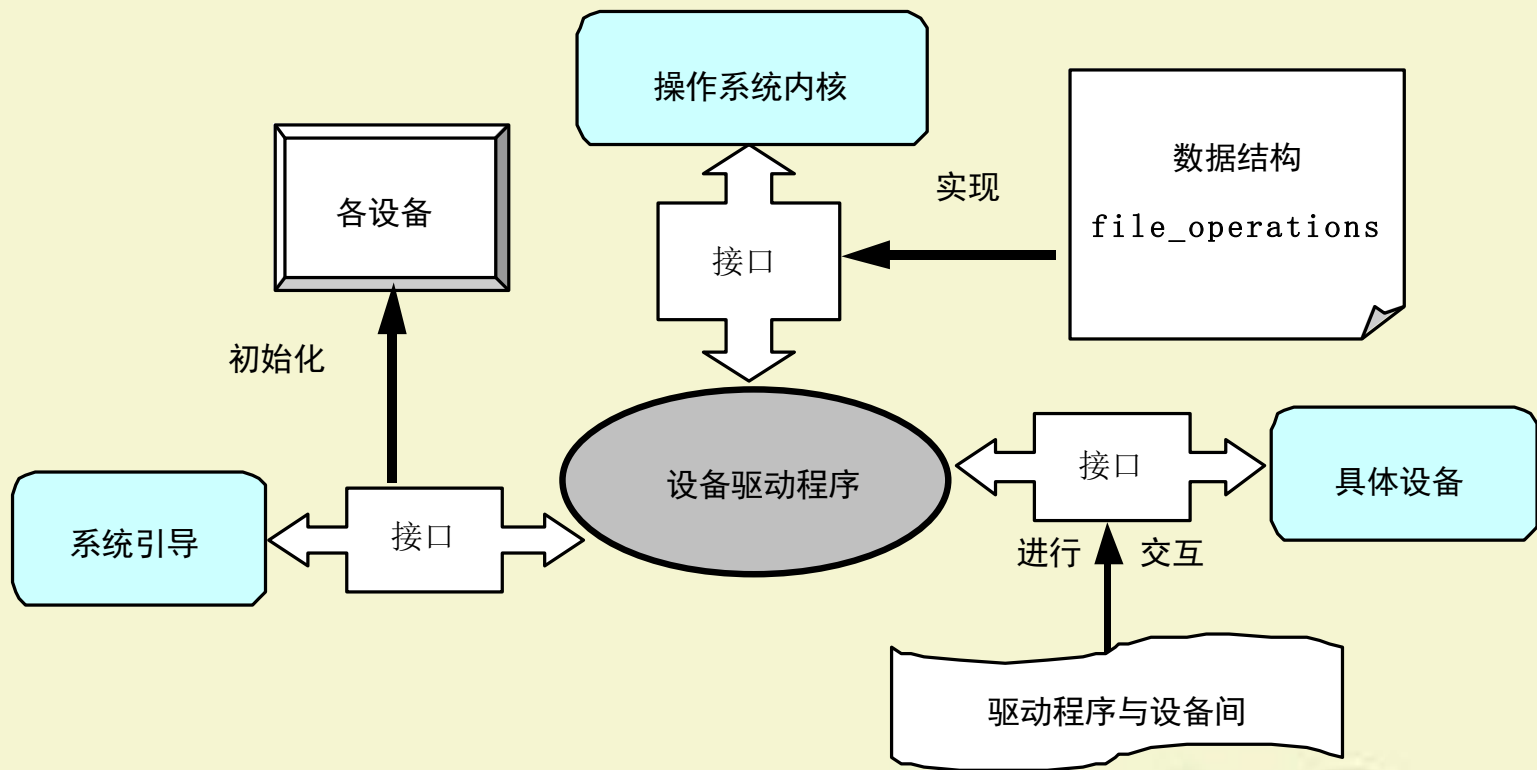 操作系统内核
数据结构
file_operations
实现
各设备
接口
初始化
设备驱动程序
接口
具体设备
系统引导
接口
进行 交互
驱动程序与设备间